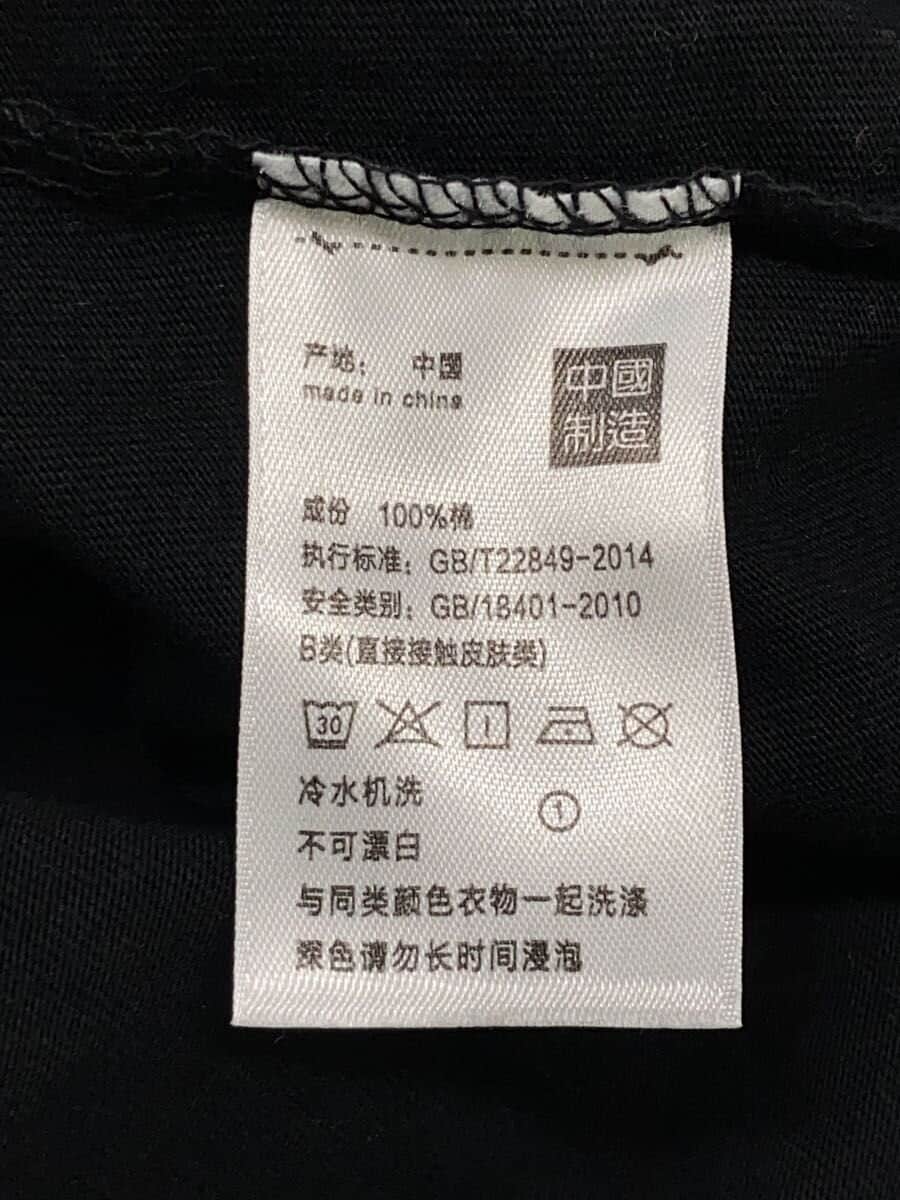 产地： 中國
made in china
中國
制造
成份 100%棉
执行标准：GB/T22849-2014
安全类别：GB/18401-2010
B类(直接接触皮肤类)
30
冷水机洗
1
不可漂白
与同类颜色衣物一起洗涤
深色请勿长时间浸泡